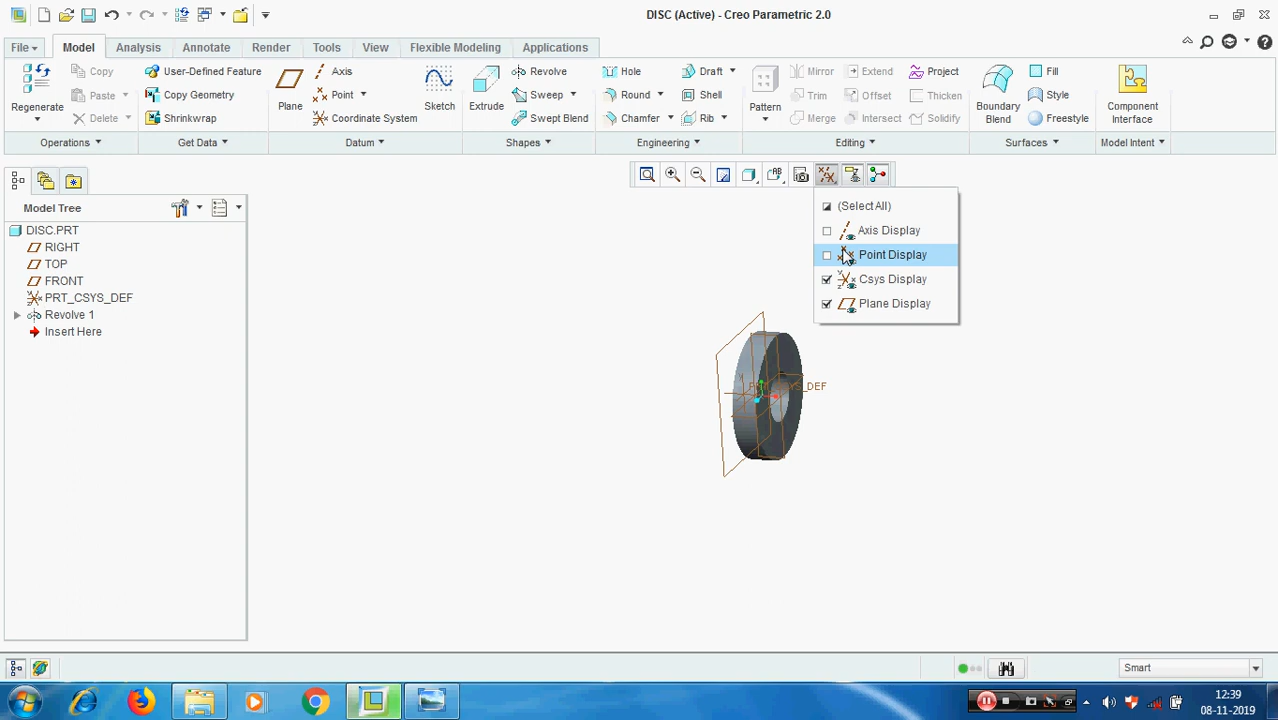 DISC (Active) - Creo Parametric 2.0
File Model Analysis Annotate Render Tools View Flexible Modeling Applications
Regenerate
Copy
Paste
Delete
User-Defined Feature
Copy Geometry
Shrinkwrap
Plane
Axis
Point
Coordinate System
Sketch
Extrude
Revolve
Sweep
Swept Blend
Hole
Round
Chamfer
Draft
Shell
Rib
Pattern
Mirror
Trim
Merge
Extend
Offset
Intersect
Project
Thicken
Solidify
Boundary
Blend
Fill
Style
Freestyle
Component
Interface
Operations Get Data Datum Shapes Engineering Editing Surfaces Model Intent
Model Tree
DISC.PRT
RIGHT
TOP
FRONT
PRT_CSYS_DEF
Revolve 1
Insert Here
(Select All)
Axis Display
Point Display
Csys Display
Plane Display
PRT_CSYS_DEF
Smart
12:39
08-11-2019